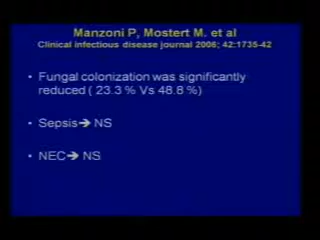 Manzoni P, Mostert M. et al
Clinical infectious disease journal 2006; 42:1735-42
• Fungal colonization was significantly
reduced ( 23.3 % Vs 48.8 %)
• Sepsis➔ NS
• NEC➔ NS